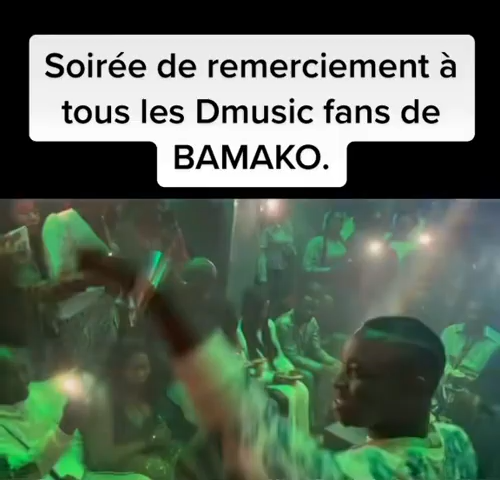 Soirée de remerciement à
tous les Dmusic fans de
BAMAKO.